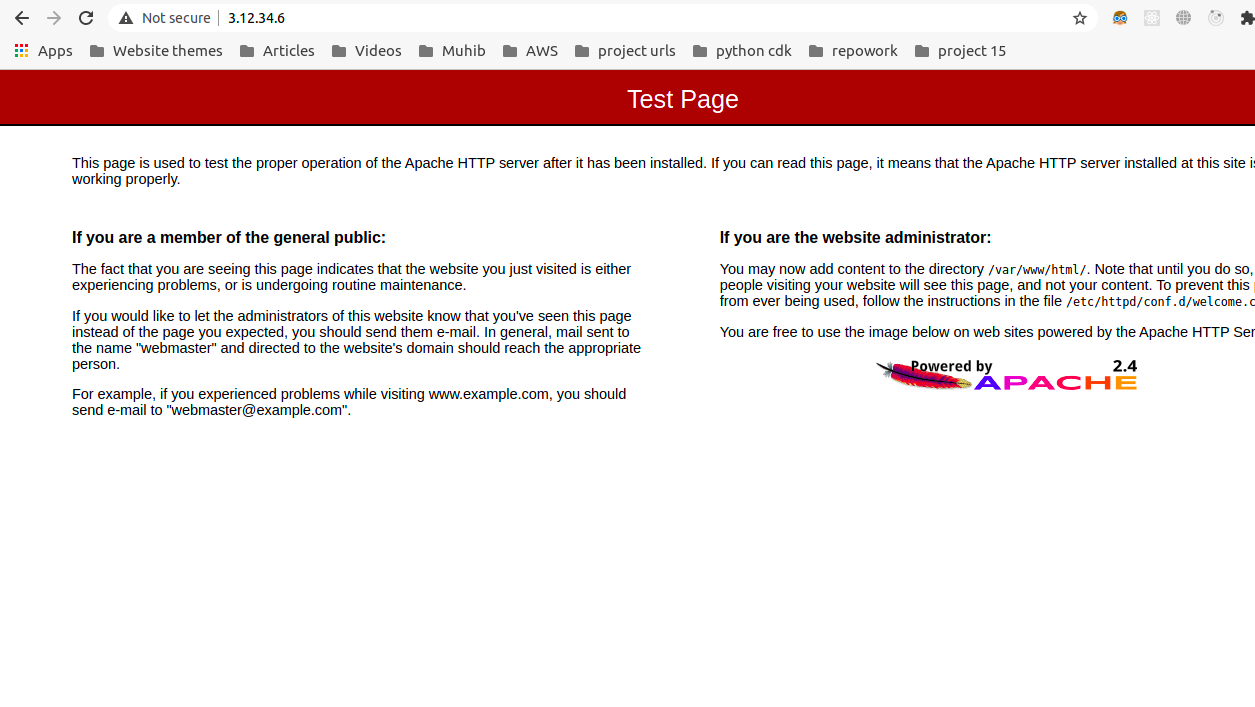 Not secure 3.12.34.6
Apps Website themes Articles Videos Muhib AWS project urls python cdk repowork project 15
Test Page
This page is used to test the proper operation of the Apache HTTP server after it has been installed. If you can read this page, it means that the Apache HTTP server installed at this site is
working properly.
If you are a member of the general public:
The fact that you are seeing this page indicates that the website you just visited is either
experiencing problems, or is undergoing routine maintenance.
If you would like to let the administrators of this website know that you've seen this page
instead of the page you expected, you should send them e-mail. In general, mail sent to
the name "webmaster" and directed to the website's domain should reach the appropriate
person.
For example, if you experienced problems while visiting www.example.com, you should
send e-mail to "webmaster@example.com".
If you are the website administrator:
You may now add content to the directory /var/www/html/. Note that until you do so,
people visiting your website will see this page, and not your content. To prevent this
from ever being used, follow the instructions in the file /etc/httpd/conf.d/welcome.c
You are free to use the image below on web sites powered by the Apache HTTP Ser
Powered by 2.4
APACHE